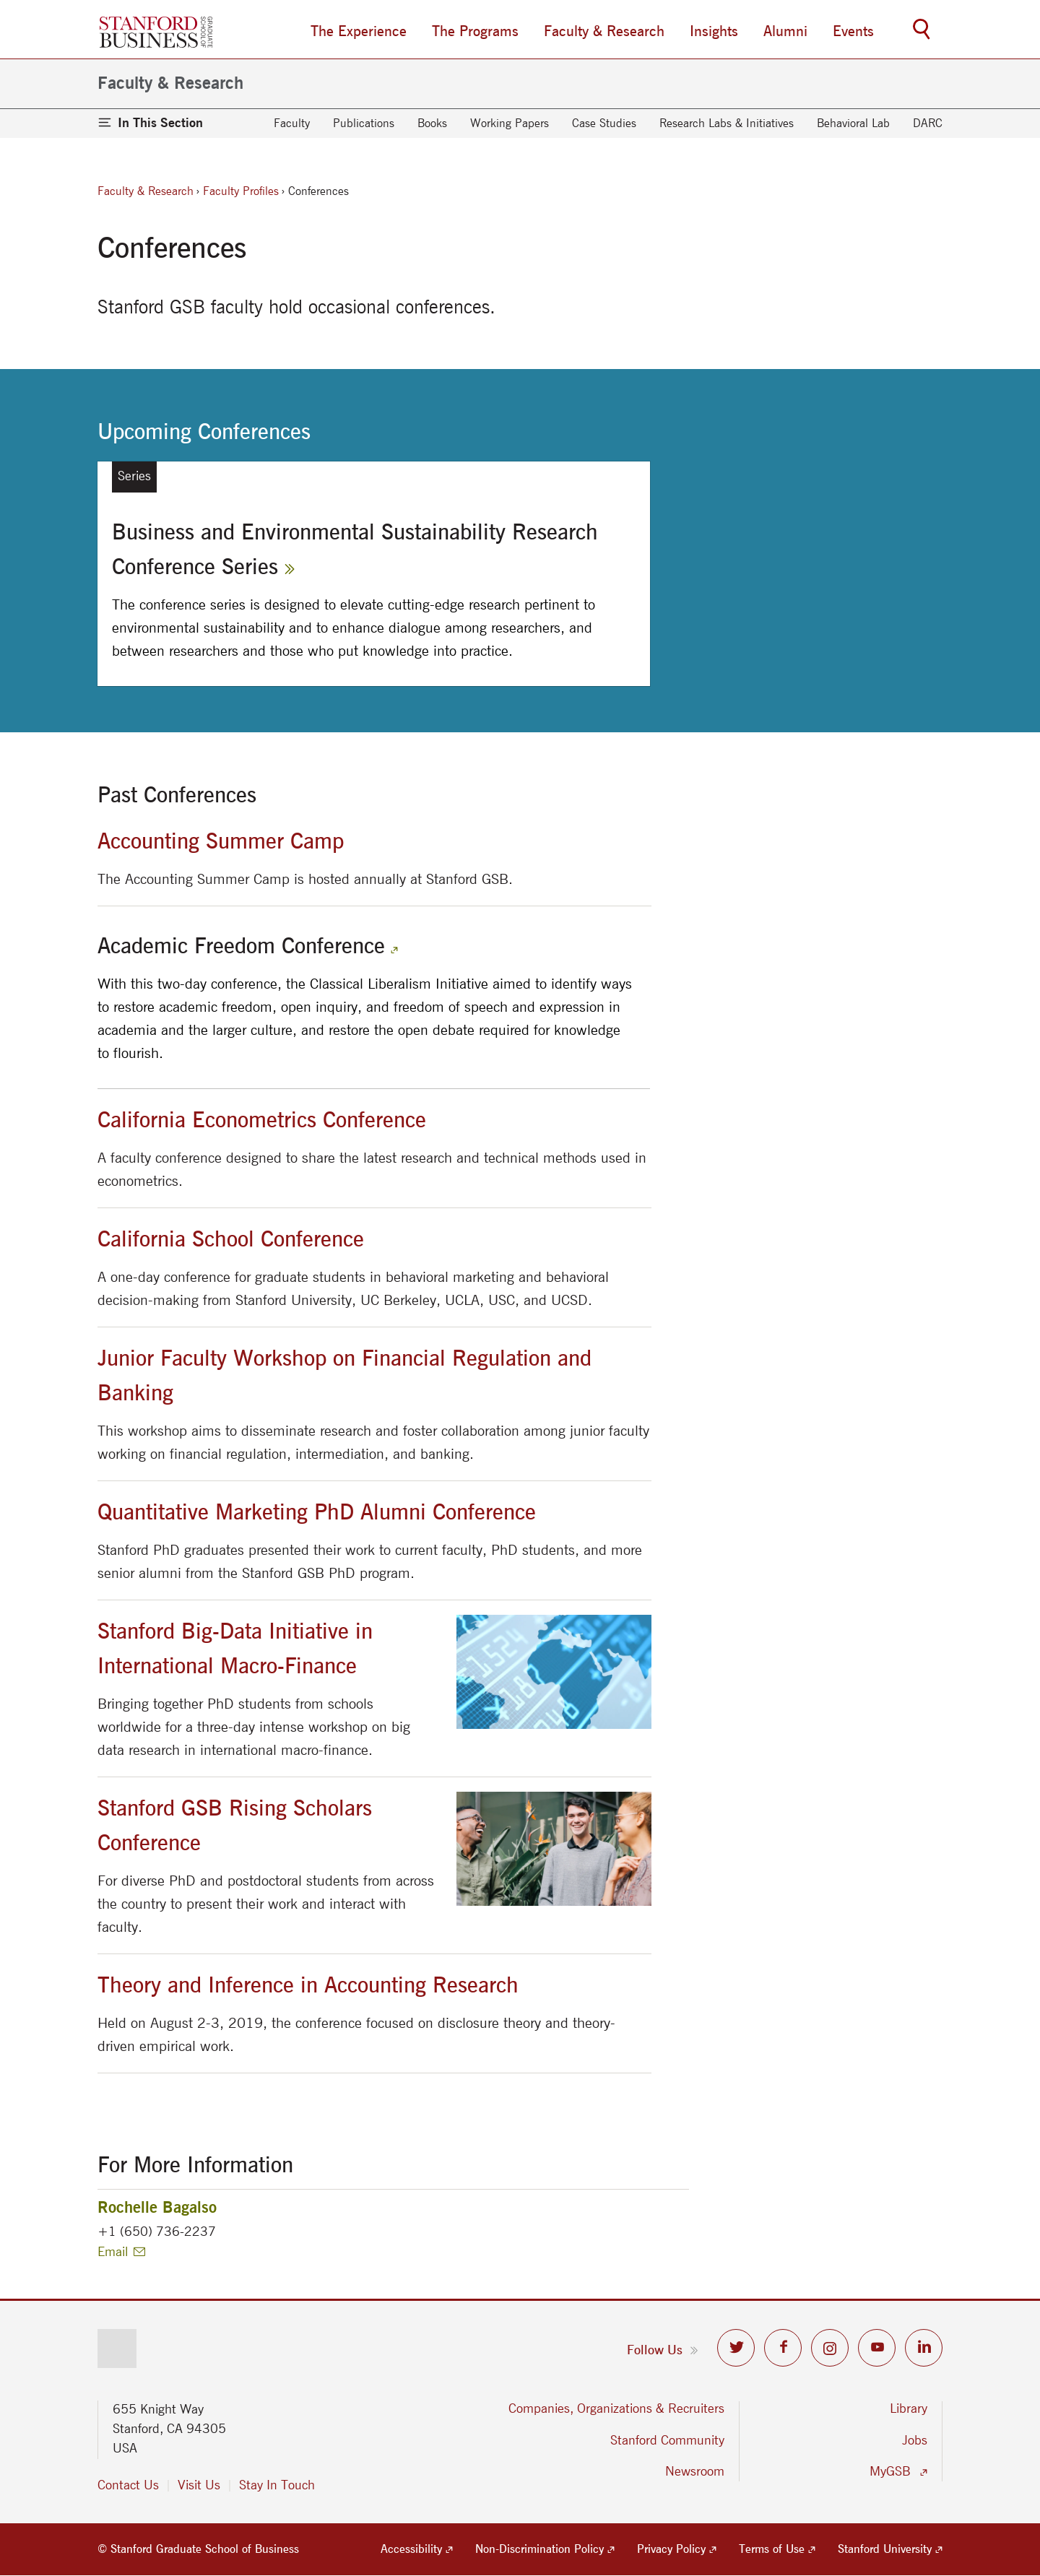 STANFORD
BUSINESS
GRADUATE
SCHOOL OF
The Experience
The Programs
Faculty & Research
Insights
Alumni
Events
Faculty & Research
In This Section
Faculty
Publications
Books
Working Papers
Case Studies
Research Labs & Initiatives
Behavioral Lab
DARC
Faculty & Research › Faculty Profiles › Conferences
Conferences
Stanford GSB faculty hold occasional conferences.
Upcoming Conferences
Series
Business and Environmental Sustainability Research
Conference Series »
The conference series is designed to elevate cutting-edge research pertinent to
environmental sustainability and to enhance dialogue among researchers, and
between researchers and those who put knowledge into practice.
Past Conferences
Accounting Summer Camp
The Accounting Summer Camp is hosted annually at Stanford GSB.
Academic Freedom Conference
With this two-day conference, the Classical Liberalism Initiative aimed to identify ways
to restore academic freedom, open inquiry, and freedom of speech and expression in
academia and the larger culture, and restore the open debate required for knowledge
to flourish.
California Econometrics Conference
A faculty conference designed to share the latest research and technical methods used in
econometrics.
California School Conference
A one-day conference for graduate students in behavioral marketing and behavioral
decision-making from Stanford University, UC Berkeley, UCLA, USC, and UCSD.
Junior Faculty Workshop on Financial Regulation and
Banking
This workshop aims to disseminate research and foster collaboration among junior faculty
working on financial regulation, intermediation, and banking.
Quantitative Marketing PhD Alumni Conference
Stanford PhD graduates presented their work to current faculty, PhD students, and more
senior alumni from the Stanford GSB PhD program.
Stanford Big-Data Initiative in
International Macro-Finance
Bringing together PhD students from schools
worldwide for a three-day intense workshop on big
data research in international macro-finance.
Stanford GSB Rising Scholars
Conference
For diverse PhD and postdoctoral students from across
the country to present their work and interact with
faculty.
Theory and Inference in Accounting Research
Held on August 2-3, 2019, the conference focused on disclosure theory and theory-
driven empirical work.
For More Information
Rochelle Bagalso
+1 (650) 736-2237
Email
Follow Us »
655 Knight Way
Stanford, CA 94305
USA
Contact Us
Visit Us
Stay In Touch
Companies, Organizations & Recruiters
Stanford Community
Newsroom
Library
Jobs
MyGSB
© Stanford Graduate School of Business
Accessibility
Non-Discrimination Policy
Privacy Policy
Terms of Use
Stanford University